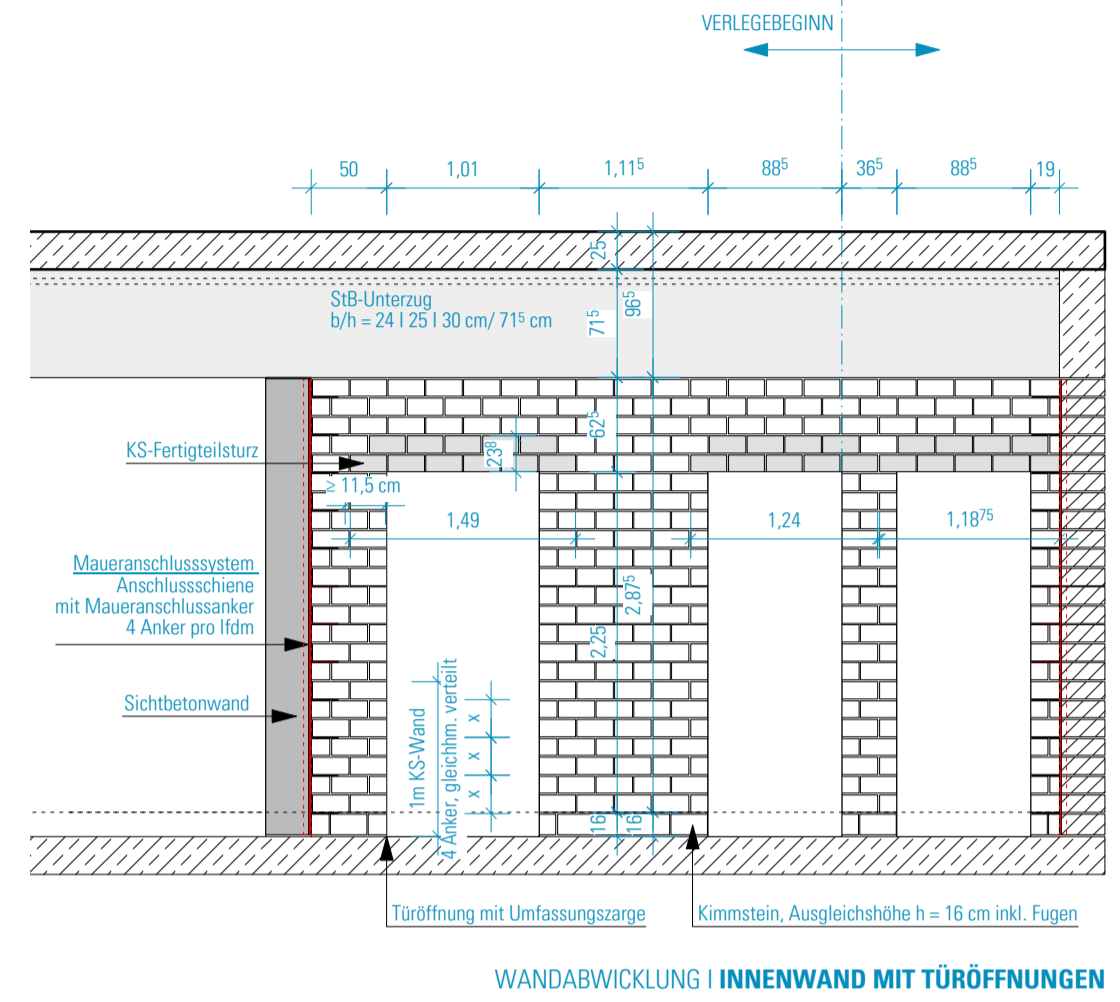 VERLEGEBEGINN
50
1,01
1,11⁵
88⁵
36⁵
88⁵
19
25
StB-Unterzug
b/h = 24 I 25 I 30 cm/ 71⁵ cm
71⁵
96⁵
62⁵
KS-Fertigteilsturz
23⁸
≥ 11,5 cm
1,49
1,24
1,18⁷⁵
Maueranschlusssystem
Anschlussschiene
mit Maueranschlussanker
4 Anker pro lfdm
2,87⁵
2,25
Sichtbetonwand
1m KS-Wand
4 Anker, gleichhm. verteilt
x
x
x
16
16
Türöffnung mit Umfassungszarge
Kimmstein, Ausgleichshöhe h = 16 cm inkl. Fugen
WANDABWICKLUNG I INNENWAND MIT TÜRÖFFNUNGEN